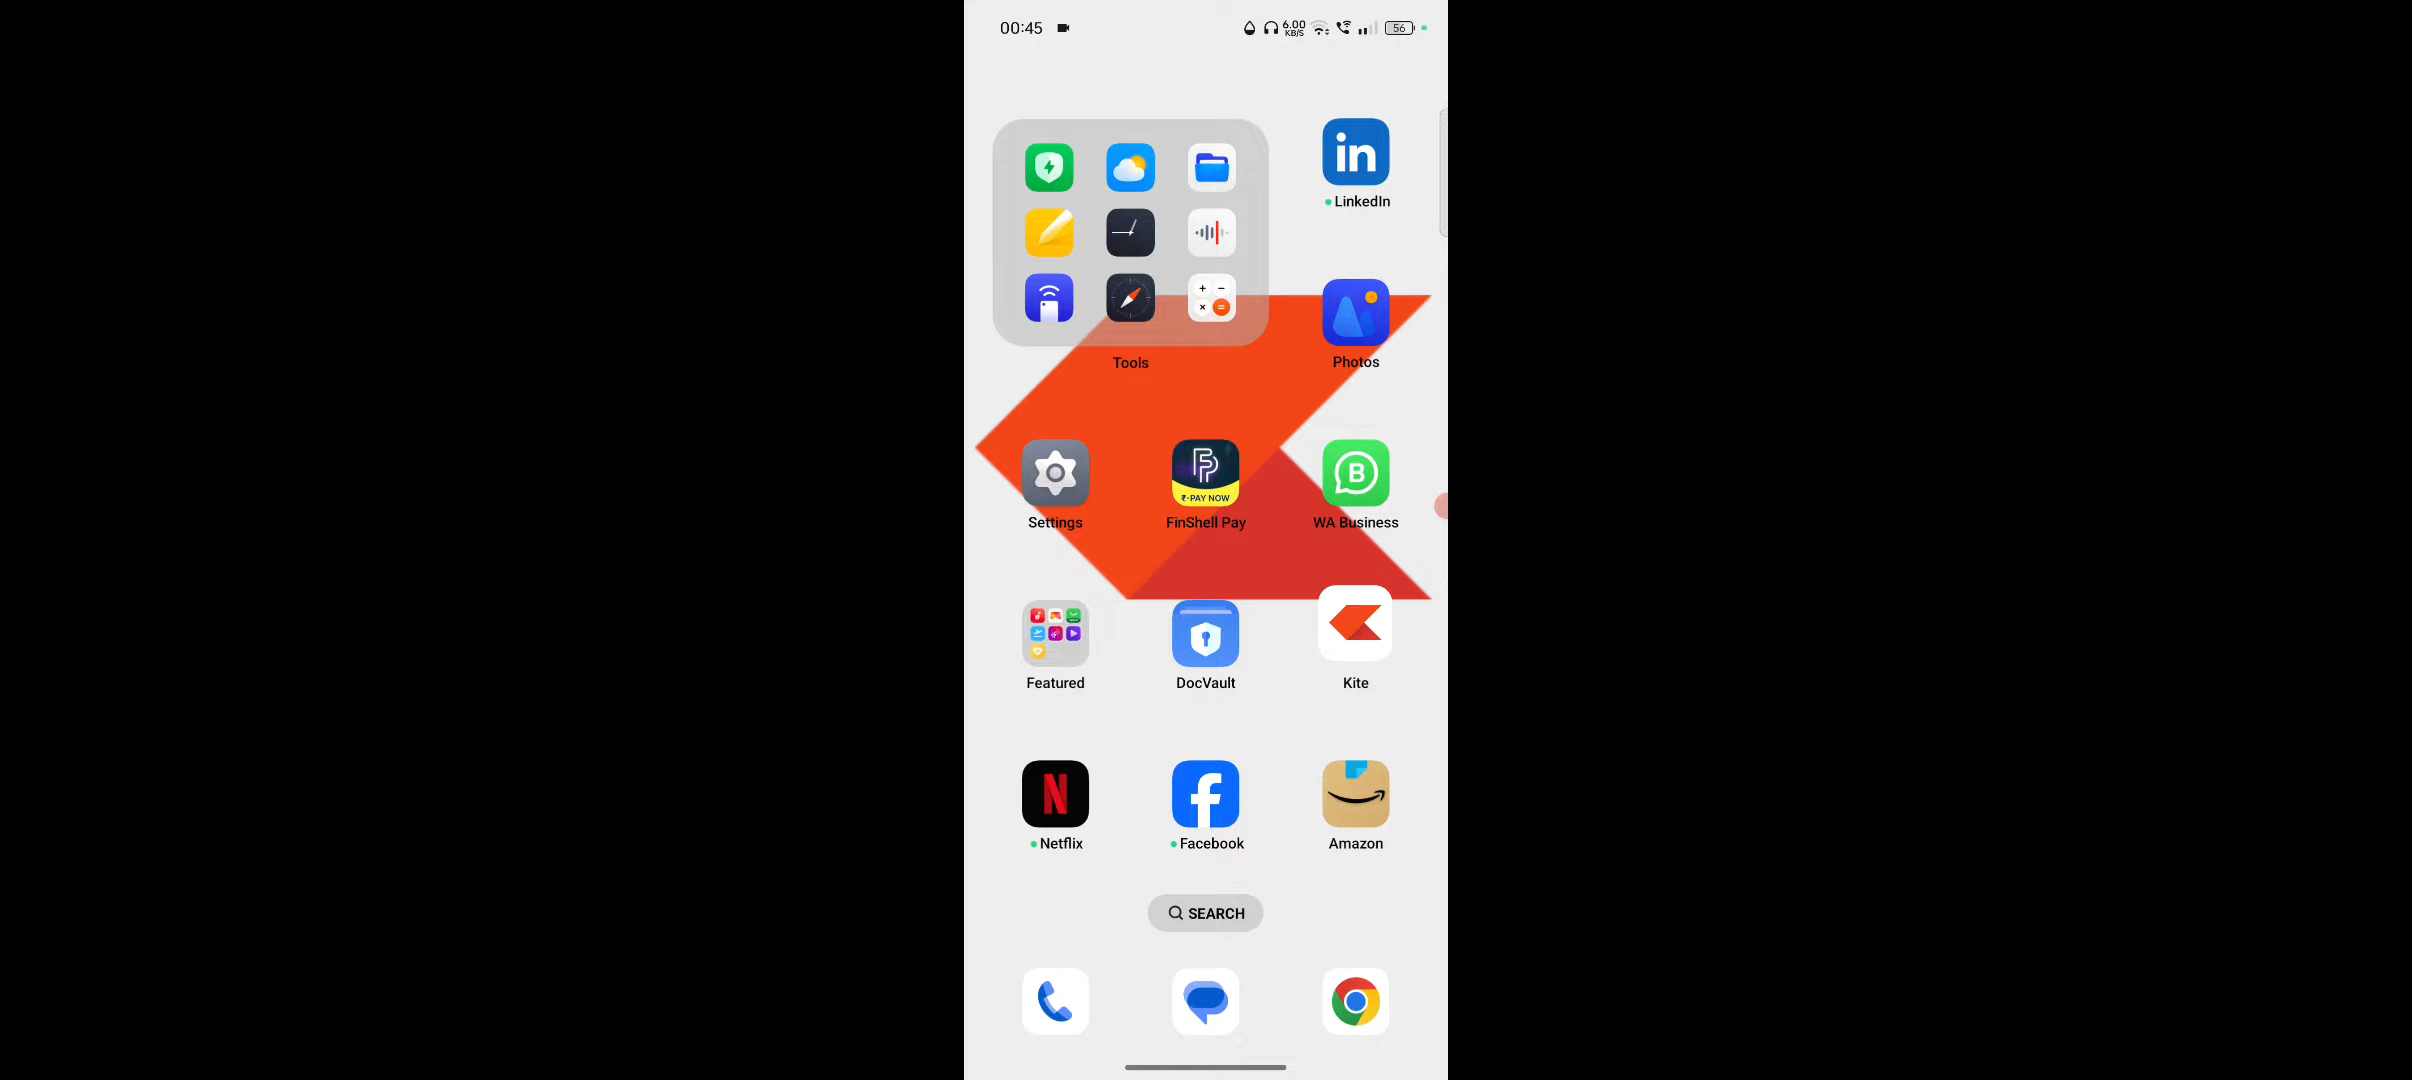 00:45
6.00
KB/S
56
in
LinkedIn
Tools
Photos
₹-PAY NOW
B
Settings
FinShell Pay
WA Business
Featured
DocVault
Kite
N
f
Netflix
Facebook
Amazon
SEARCH